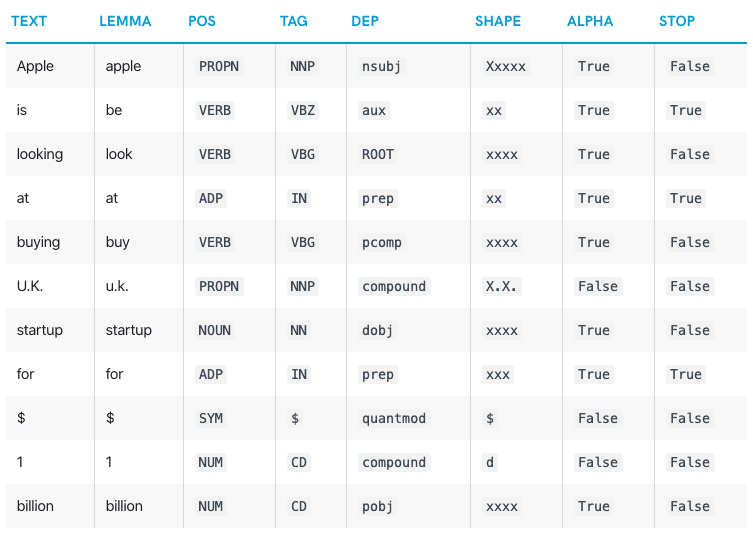 TEXT LEMMA POS TAG DEP SHAPE ALPHA STOP
Apple apple PROPN NNP nsubj Xxxxx True False
is be VERB VBZ aux xx True True
looking look VERB VBG ROOT xxxx True False
at at ADP IN prep xx True True
buying buy VERB VBG pcomp xxxx True False
U.K. u.k. PROPN NNP compound X.X. False False
startup startup NOUN NN dobj xxxx True False
for for ADP IN prep xxx True True
$ $ SYM $ quantmod $ False False
1 1 NUM CD compound d False False
billion billion NUM CD pobj xxxx True False